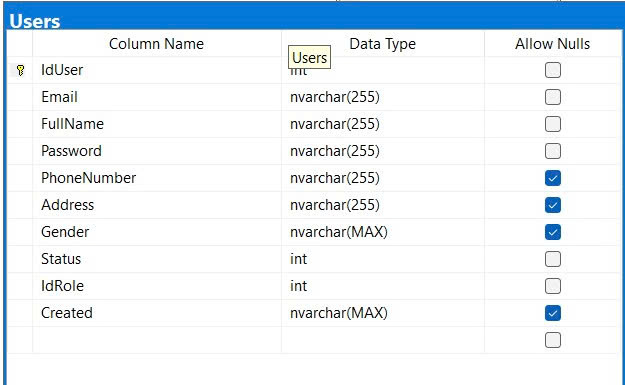 Users
Column Name Data Type Allow Nulls
Users
IdUser int
Email nvarchar(255)
FullName nvarchar(255)
Password nvarchar(255)
PhoneNumber nvarchar(255)
Address nvarchar(255)
Gender nvarchar(MAX)
Status int
IdRole int
Created nvarchar(MAX)